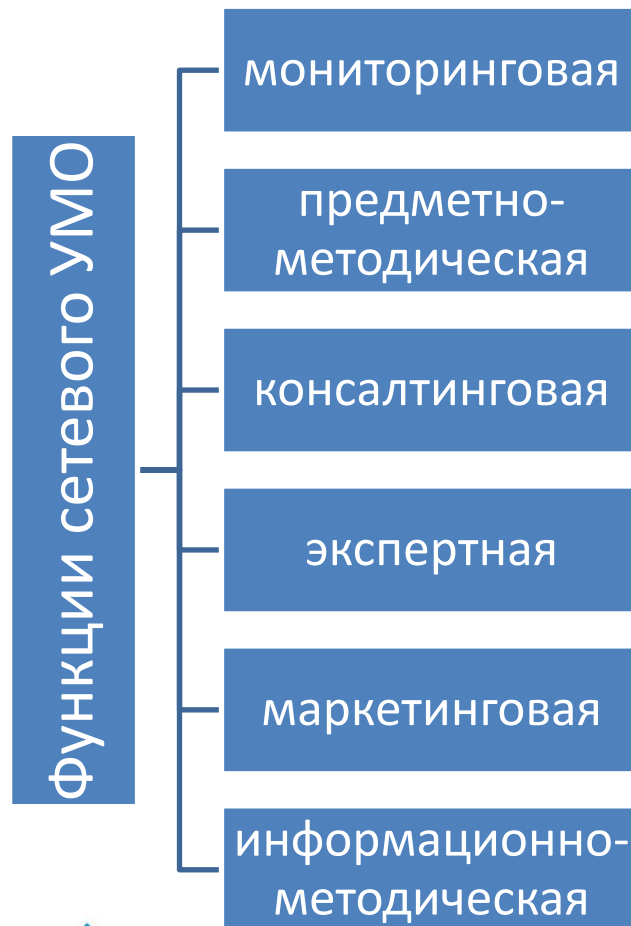 Функции сетевого УМО
мониторинговая
предметно-
методическая
консалтинговая
экспертная
маркетинговая
информационно-
методическая